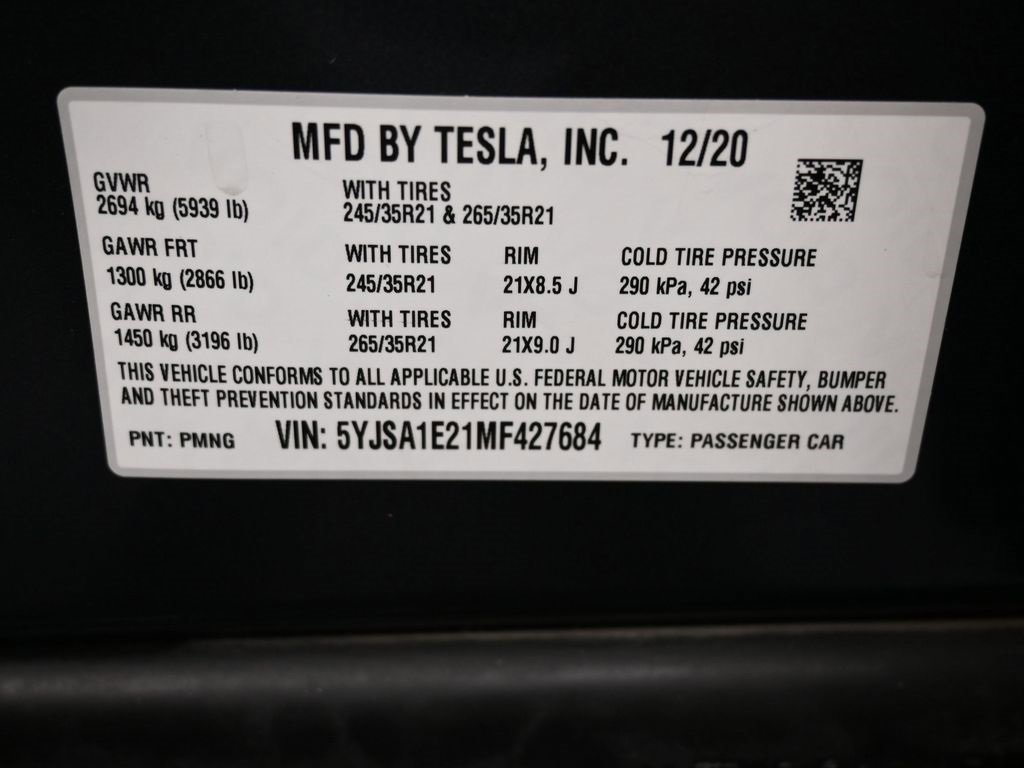 MFD BY TESLA, INC. 12/20
GVWR
2694 kg (5939 lb)
WITH TIRES
245/35R21 & 265/35R21
GAWR FRT
1300 kg (2866 lb)
WITH TIRES
245/35R21
RIM
21X8.5 J
COLD TIRE PRESSURE
290 kPa, 42 psi
GAWR RR
1450 kg (3196 lb)
WITH TIRES
265/35R21
RIM
21X9.0 J
COLD TIRE PRESSURE
290 kPa, 42 psi
THIS VEHICLE CONFORMS TO ALL APPLICABLE U.S. FEDERAL MOTOR VEHICLE SAFETY, BUMPER
AND THEFT PREVENTION STANDARDS IN EFFECT ON THE DATE OF MANUFACTURE SHOWN ABOVE.
PNT: PMNG VIN: 5YJSA1E21MF427684 TYPE: PASSENGER CAR